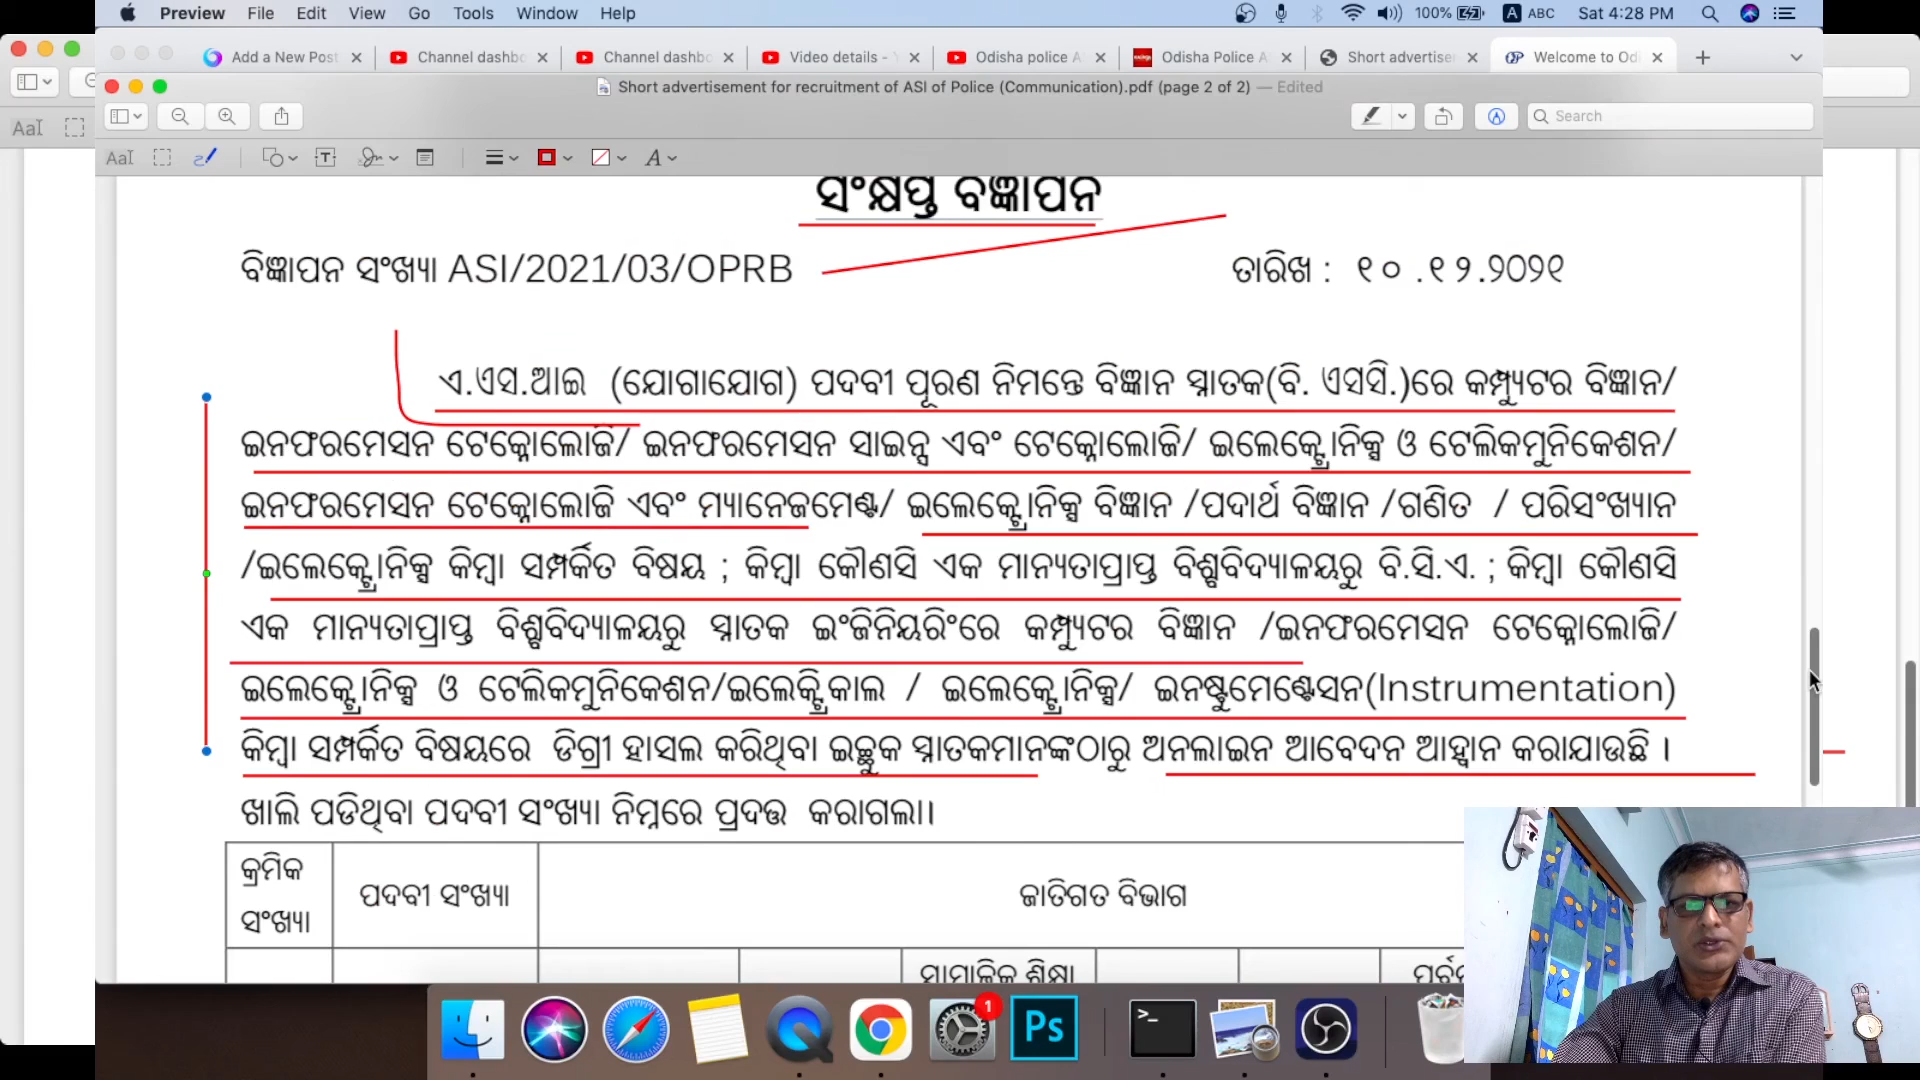 Preview File Edit View Go Tools Window Help 100% A ABC Sat 4:28 PM
Add a New Post Channel dashbo Channel dashbo Video details - Y Odisha police A Odisha Police A Short advertise Welcome to Odi
Short advertisement for recruitment of ASI of Police (Communication).pdf (page 2 of 2) — Edited
Search
AaI AaI T A
ସଂକ୍ଷିପ୍ତ ବିଜ୍ଞାପନ
ବିଜ୍ଞାପନ ସଂଖ୍ୟା ASI/2021/03/OPRB ତାରିଖ : ୧୦ .୧୨.୨୦୨୧
ଏ.ଏସ.ଆଇ (ଯୋଗାଯୋଗ) ପଦବୀ ପୂରଣ ନିମନ୍ତେ ବିଜ୍ଞାନ ସ୍ନାତକ(ବି. ଏସସି.)ରେ କମ୍ପ୍ୟୁଟର ବିଜ୍ଞାନ/
ଇନଫରମେସନ ଟେକ୍ନୋଲୋଜି/ ଇନଫରମେସନ ସାଇନ୍ସ ଏବଂ ଟେକ୍ନୋଲୋଜି/ ଇଲେକ୍ଟ୍ରୋନିକ୍ସ ଓ ଟେଲିକମୁନିକେଶନ/
ଇନଫରମେସନ ଟେକ୍ନୋଲୋଜି ଏବଂ ମ୍ୟାନେଜମେଣ୍ଟ/ ଇଲେକ୍ଟ୍ରୋନିକ୍ସ ବିଜ୍ଞାନ /ପଦାର୍ଥ ବିଜ୍ଞାନ /ଗଣିତ / ପରିସଂଖ୍ୟାନ
/ଇଲେକ୍ଟ୍ରୋନିକ୍ସ କିମ୍ବା ସମ୍ପର୍କିତ ବିଷୟ ; କିମ୍ବା କୌଣସି ଏକ ମାନ୍ୟତାପ୍ରାପ୍ତ ବିଶ୍ବବିଦ୍ୟାଳୟରୁ ବି.ସି.ଏ. ; କିମ୍ବା କୌଣସି
ଏକ ମାନ୍ୟତାପ୍ରାପ୍ତ ବିଶ୍ବବିଦ୍ୟାଳୟରୁ ସ୍ନାତକ ଇଂଜିନିୟରିଂରେ କମ୍ପ୍ୟୁଟର ବିଜ୍ଞାନ /ଇନଫରମେସନ ଟେକ୍ନୋଲୋଜି/
ଇଲେକ୍ଟ୍ରୋନିକ୍ସ ଓ ଟେଲିକମୁନିକେଶନ/ଇଲେକ୍ଟ୍ରିକାଲ / ଇଲେକ୍ଟ୍ରୋନିକ୍ସ/ ଇନଷ୍ଟ୍ରୁମେଣ୍ଟେସନ(Instrumentation)
କିମ୍ବା ସମ୍ପର୍କିତ ବିଷୟରେ ଡିଗ୍ରୀ ହାସଲ କରିଥିବା ଇଚ୍ଛୁକ ସ୍ନାତକମାନଙ୍କଠାରୁ ଅନଲାଇନ ଆବେଦନ ଆହ୍ୱାନ କରାଯାଉଛି ।
ଖାଲି ପଡିଥିବା ପଦବୀ ସଂଖ୍ୟା ନିମ୍ନରେ ପ୍ରଦତ୍ତ କରାଗଲା।
କ୍ରମିକ
ସଂଖ୍ୟା ପଦବୀ ସଂଖ୍ୟା ଜାତିଗତ ବିଭାଗ
ସାମାଜିକ ଶିକ୍ଷା
1 Ps